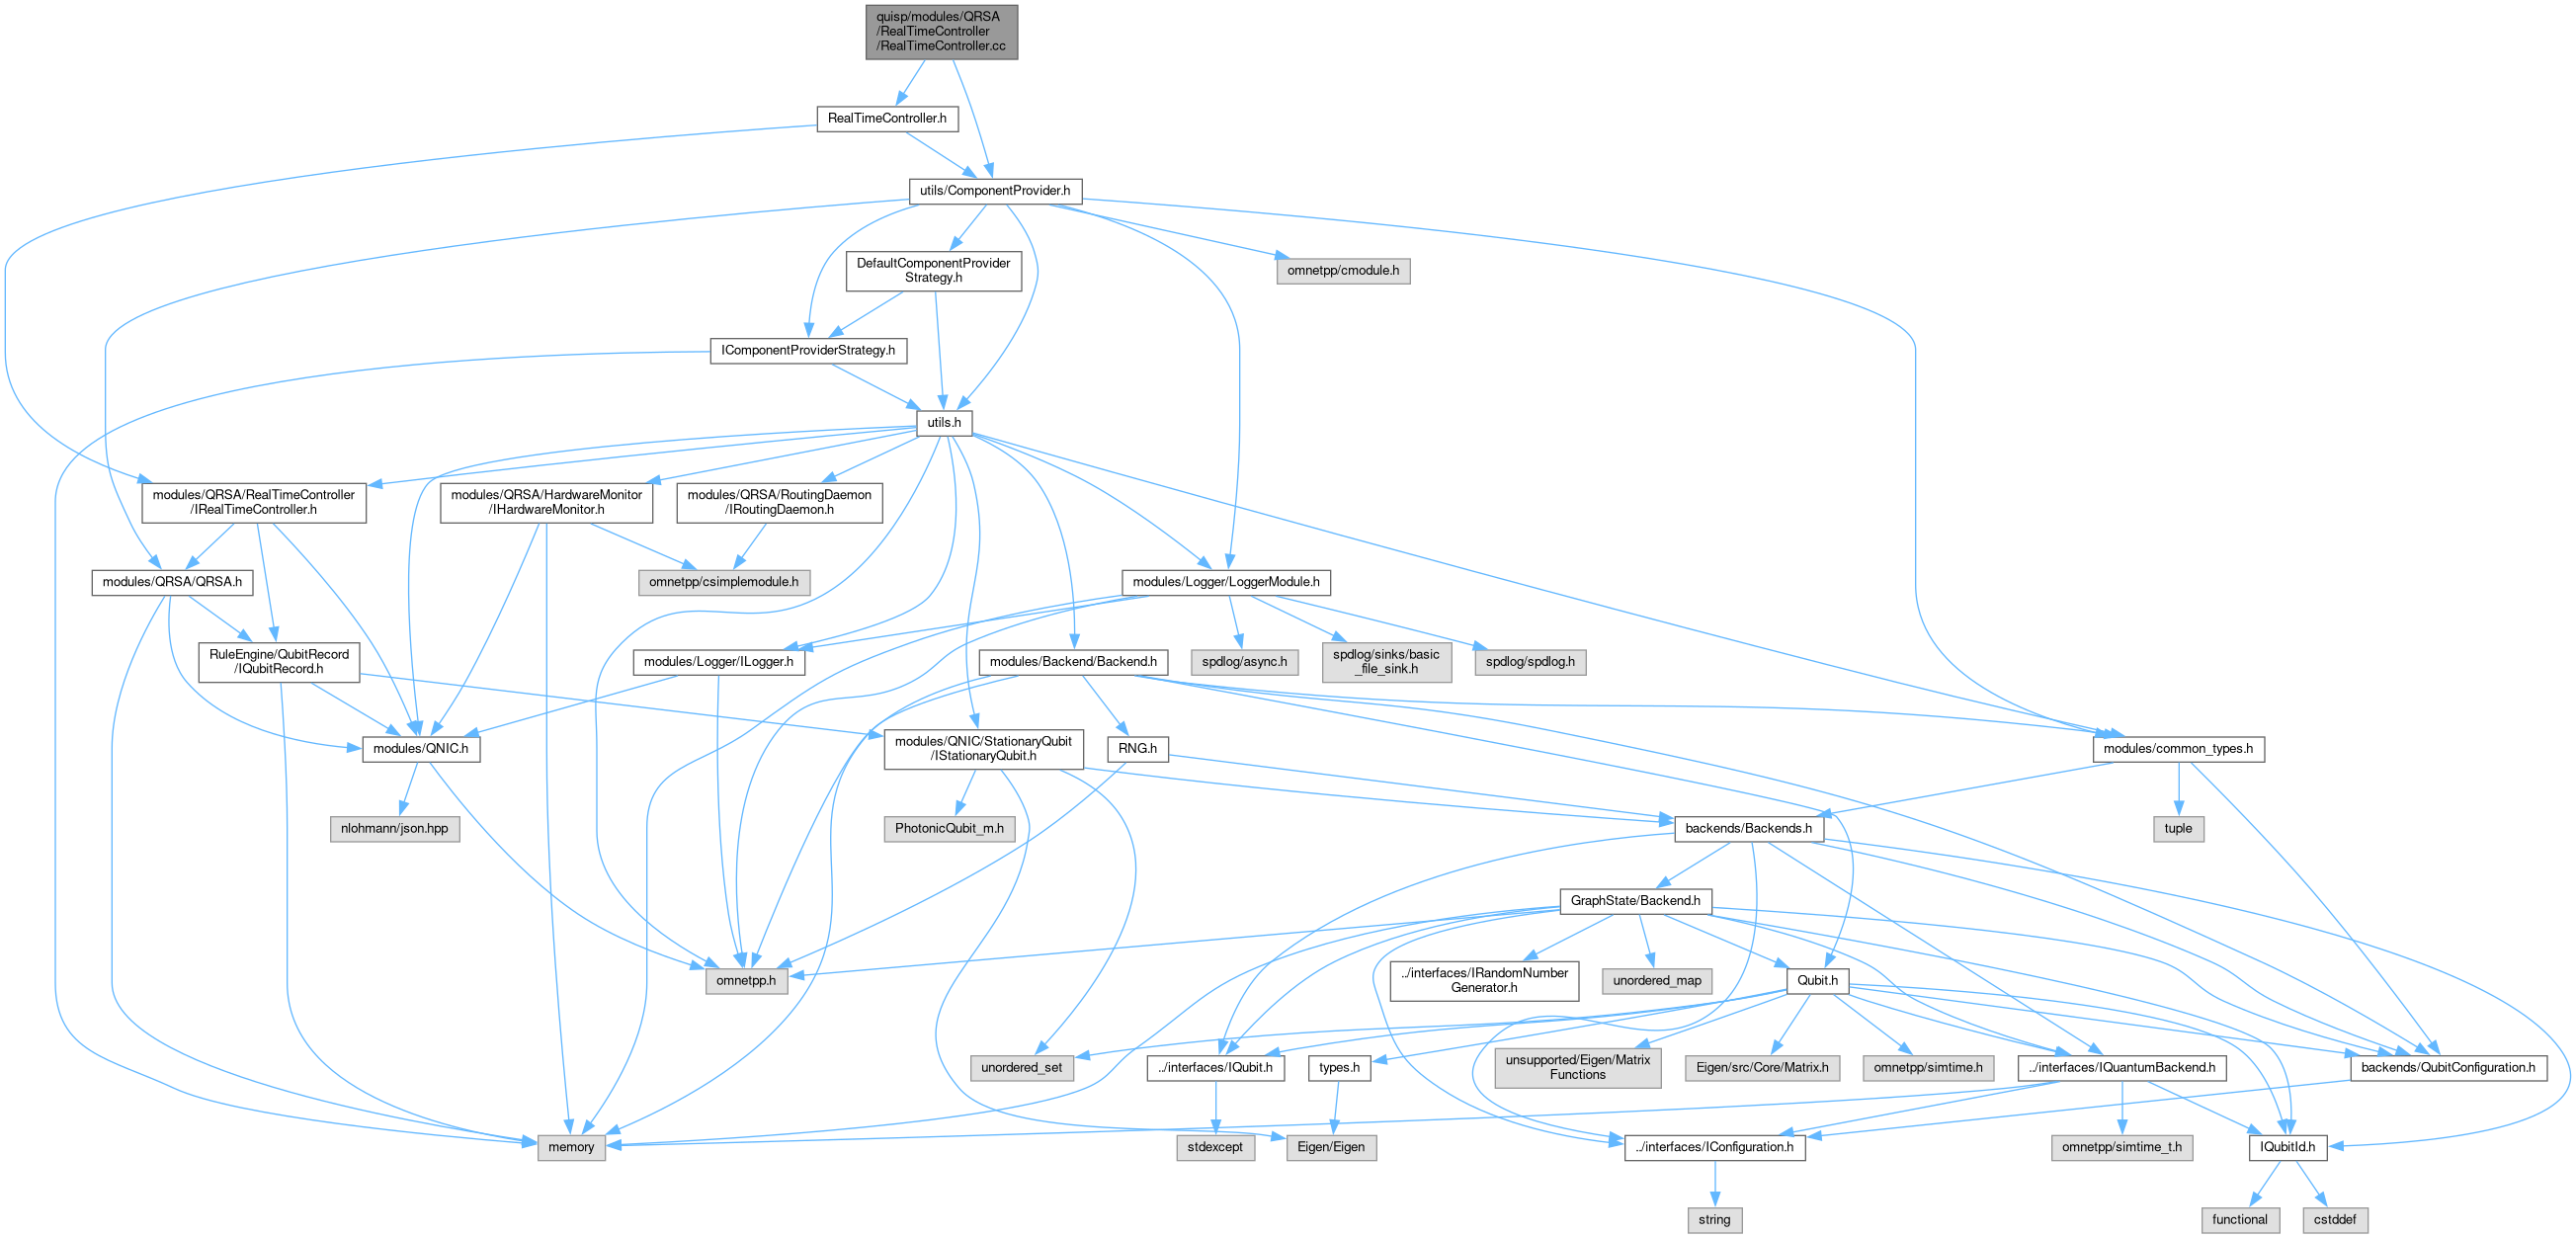 quisp/modules/QRSA
/RealTimeController
/RealTimeController.cc
RealTimeController.h
utils/ComponentProvider.h
DefaultComponentProvider
Strategy.h
omnetpp/cmodule.h
IComponentProviderStrategy.h
utils.h
modules/QRSA/RealTimeController
/IRealTimeController.h
modules/QRSA/HardwareMonitor
/IHardwareMonitor.h
modules/QRSA/RoutingDaemon
/IRoutingDaemon.h
modules/QRSA/QRSA.h
omnetpp/csimplemodule.h
modules/Logger/LoggerModule.h
RuleEngine/QubitRecord
/IQubitRecord.h
modules/Logger/ILogger.h
modules/Backend/Backend.h
spdlog/async.h
spdlog/sinks/basic
_file_sink.h
spdlog/spdlog.h
modules/QNIC.h
modules/QNIC/StationaryQubit
/IStationaryQubit.h
RNG.h
modules/common_types.h
nlohmann/json.hpp
PhotonicQubit_m.h
backends/Backends.h
tuple
GraphState/Backend.h
omnetpp.h
../interfaces/IRandomNumber
Generator.h
unordered_map
Qubit.h
unordered_set
../interfaces/IQubit.h
types.h
unsupported/Eigen/Matrix
Functions
Eigen/src/Core/Matrix.h
omnetpp/simtime.h
../interfaces/IQuantumBackend.h
backends/QubitConfiguration.h
memory
stdexcept
Eigen/Eigen
../interfaces/IConfiguration.h
omnetpp/simtime_t.h
IQubitId.h
string
functional
cstddef